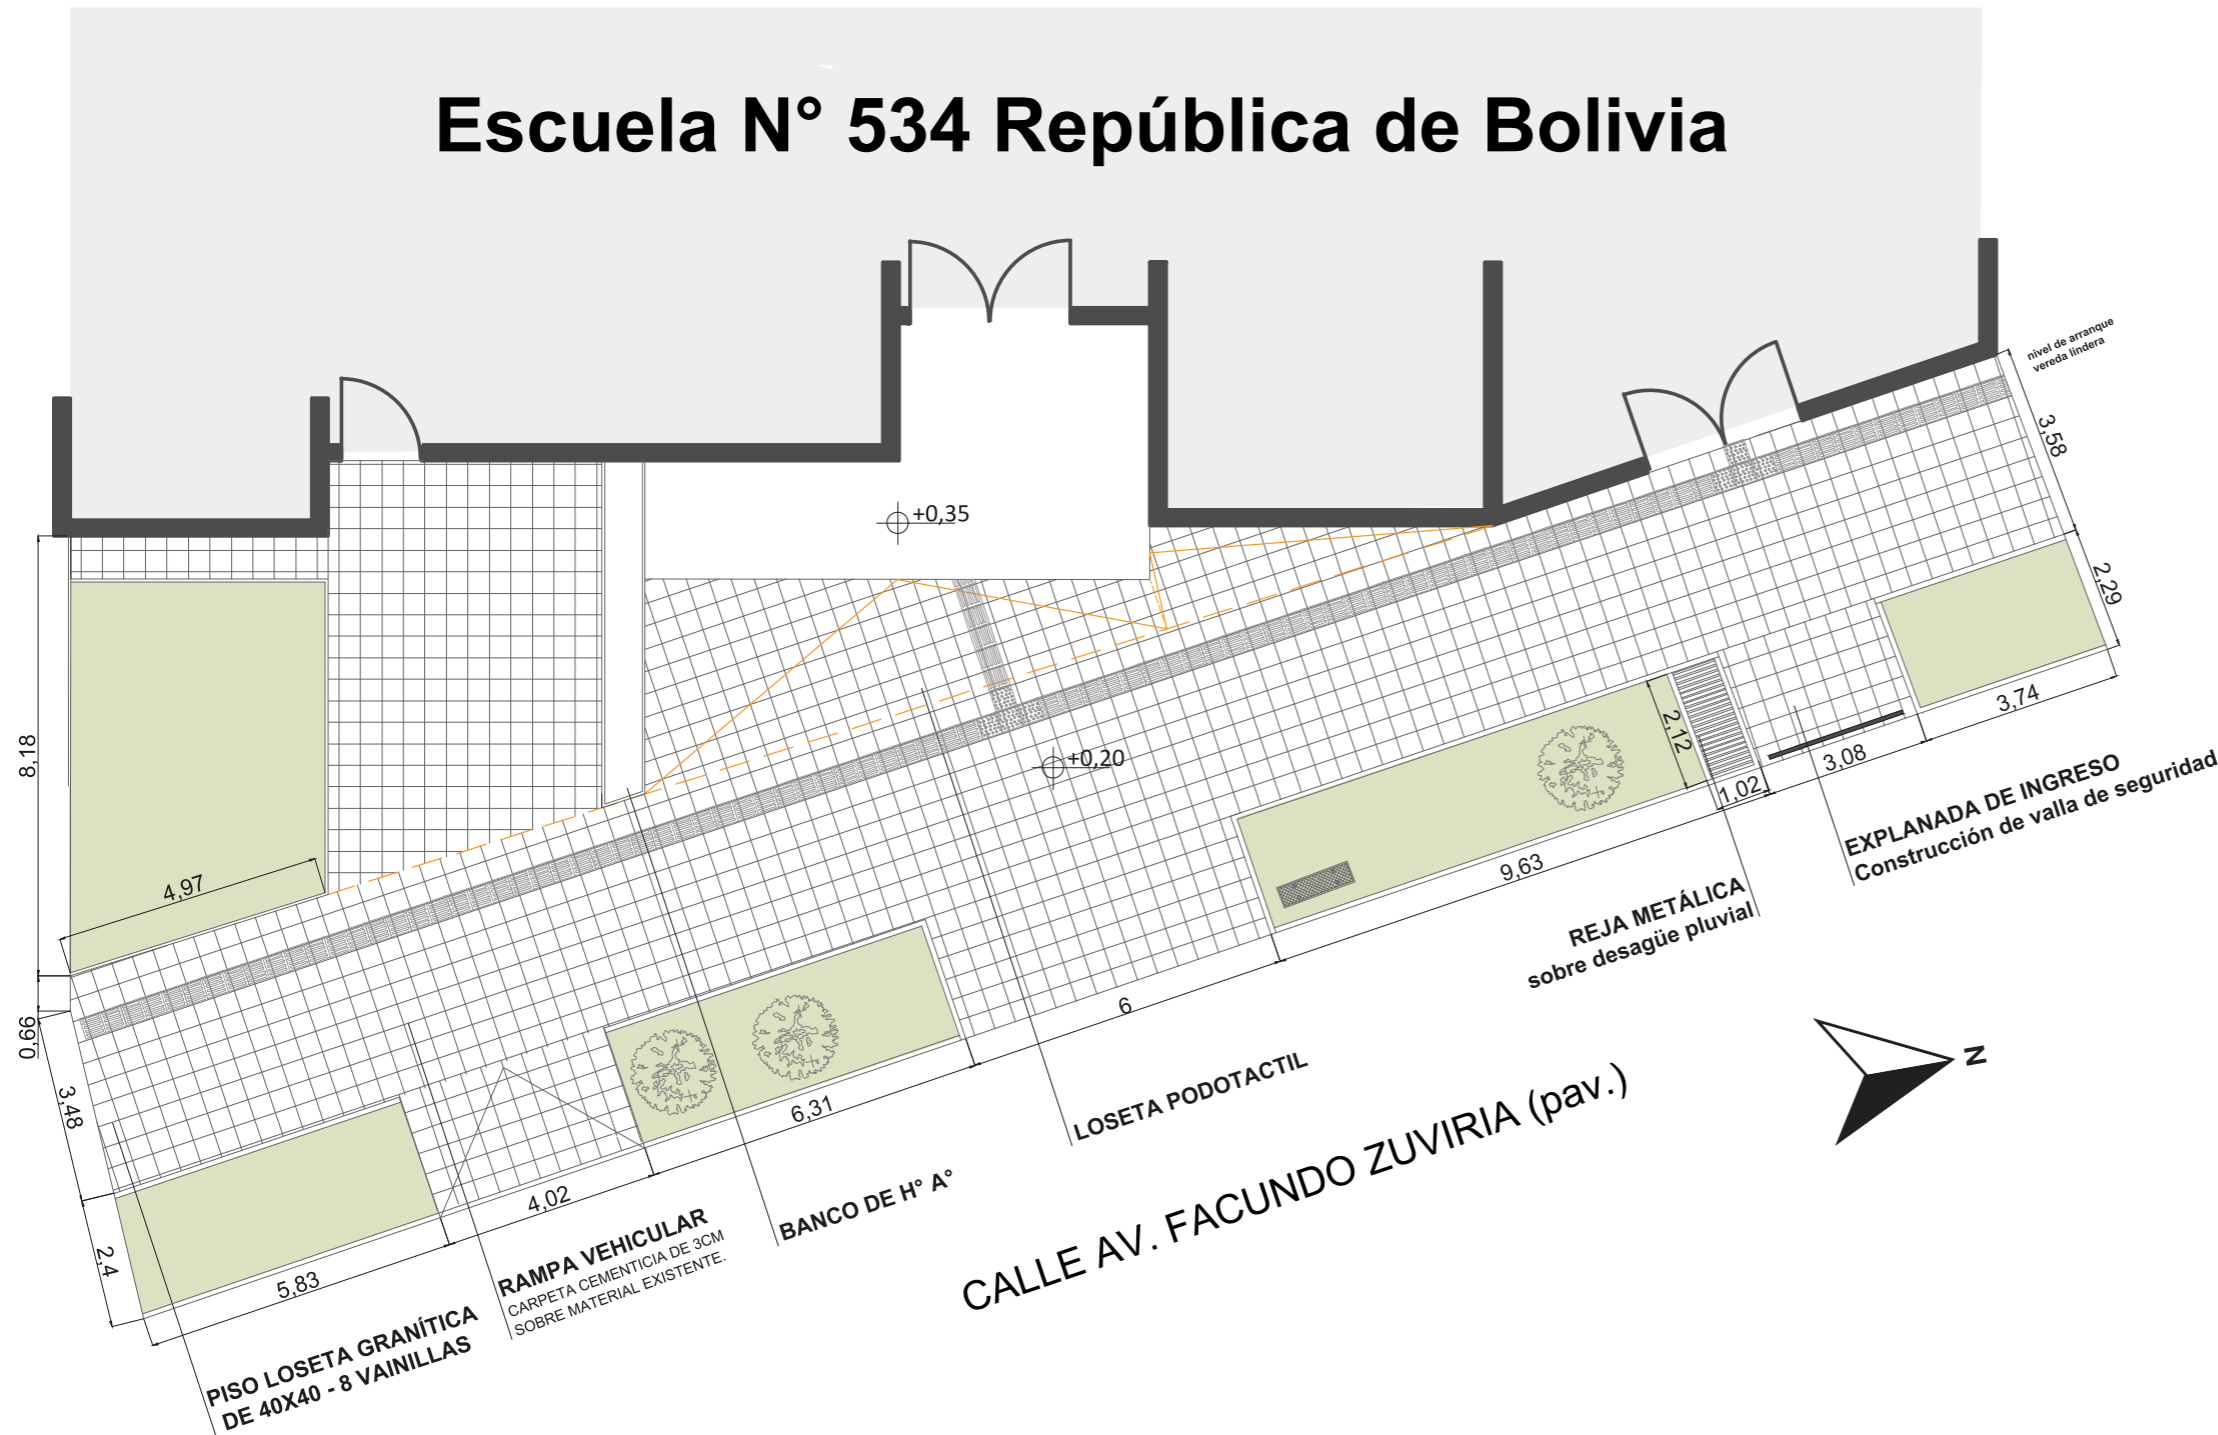 Escuela N° 534 República de Bolivia
nivel de arranque
vereda lindera
3,58
+0,35
2,29
8,18
+0,20
2,12
3,74
1,02
3,08
EXPLANADA DE INGRESO
Construcción de valla de seguridad
4,97
9,63
REJA METÁLICA
sobre desagüe pluvial
0,66
6
3,48
6,31
LOSETA PODOTACTIL
N
CALLE AV. FACUNDO ZUVIRIA (pav.)
4,02
BANCO DE H° A°
2,4
5,83
RAMPA VEHICULAR
CARPETA CEMENTICIA DE 3CM
SOBRE MATERIAL EXISTENTE.
PISO LOSETA GRANÍTICA
DE 40X40 - 8 VAINILLAS